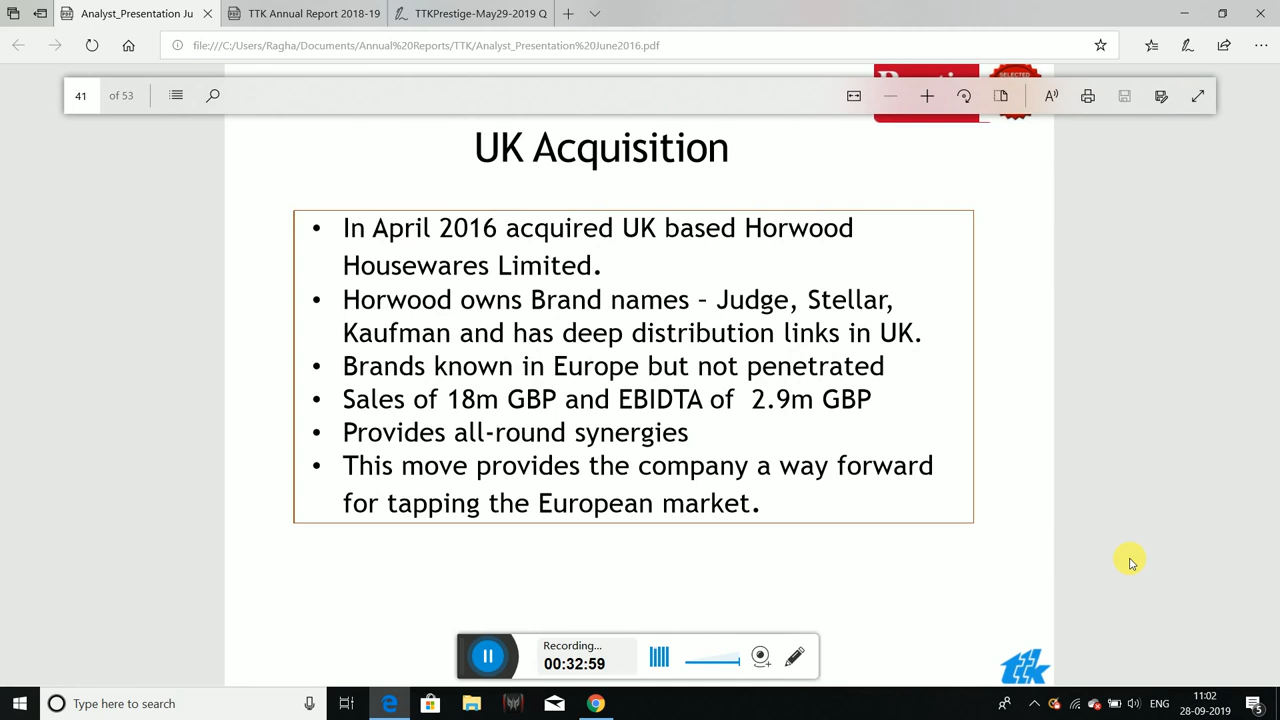 Analyst_Presentation Ju
TTK Annual Report 2018-19
TTKPrestige-May29-2019 Q
file:///C:/Users/Ragha/Documents/Annual%20Reports/TTK/Analyst_Presentation%20June2016.pdf
41 of 53
SELECTED
UK Acquisition
• In April 2016 acquired UK based Horwood
Housewares Limited.
• Horwood owns Brand names – Judge, Stellar,
Kaufman and has deep distribution links in UK.
• Brands known in Europe but not penetrated
• Sales of 18m GBP and EBIDTA of 2.9m GBP
• Provides all-round synergies
• This move provides the company a way forward
for tapping the European market.
Recording...
00:32:59
ttk
Type here to search
ENG
11:02
28-09-2019
5